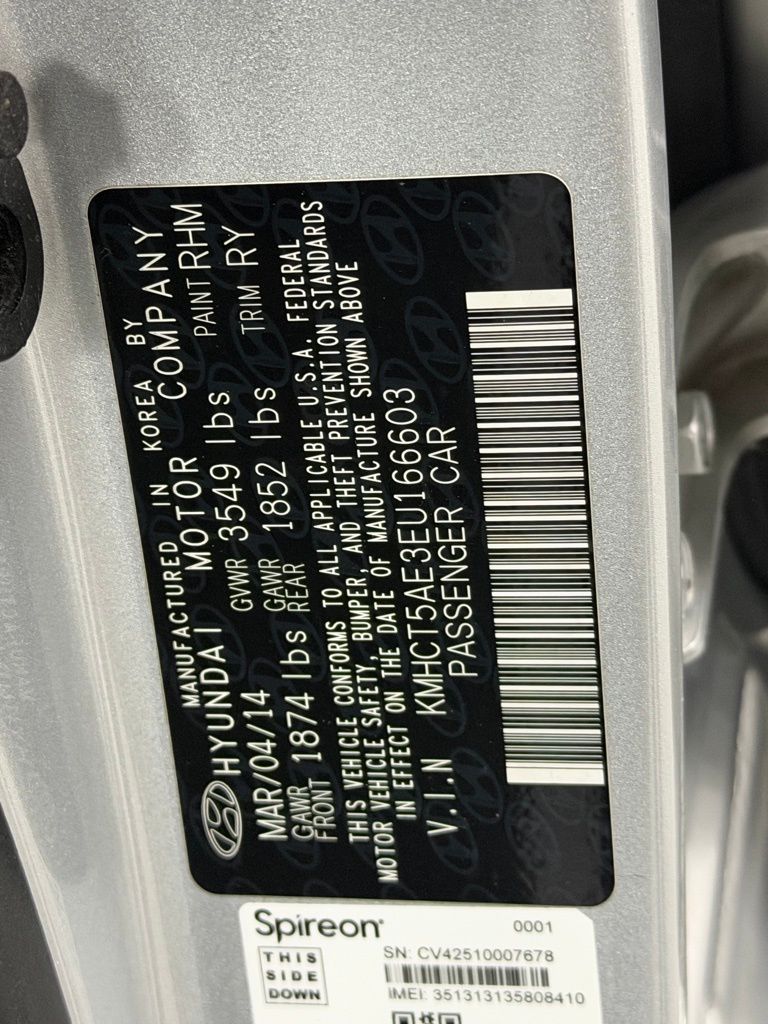 MANUFACTURED IN KOREA BY
HYUNDAI MOTOR COMPANY
MAR/04/14 GVWR 3549 lbs PAINT RHM
GAWR FRONT 1874 lbs GAWR REAR 1852 lbs TRIM RY
THIS VEHICLE CONFORMS TO ALL APPLICABLE U.S.A. FEDERAL
MOTOR VEHICLE SAFETY, BUMPER, AND THEFT PREVENTION STANDARDS
IN EFFECT ON THE DATE OF MANUFACTURE SHOWN ABOVE
V.I.N KMHCT5AE3EU166603
PASSENGER CAR
Spireon 0001
THIS
SIDE
DOWN
SN: CV42510007678
IMEI: 351313135808410